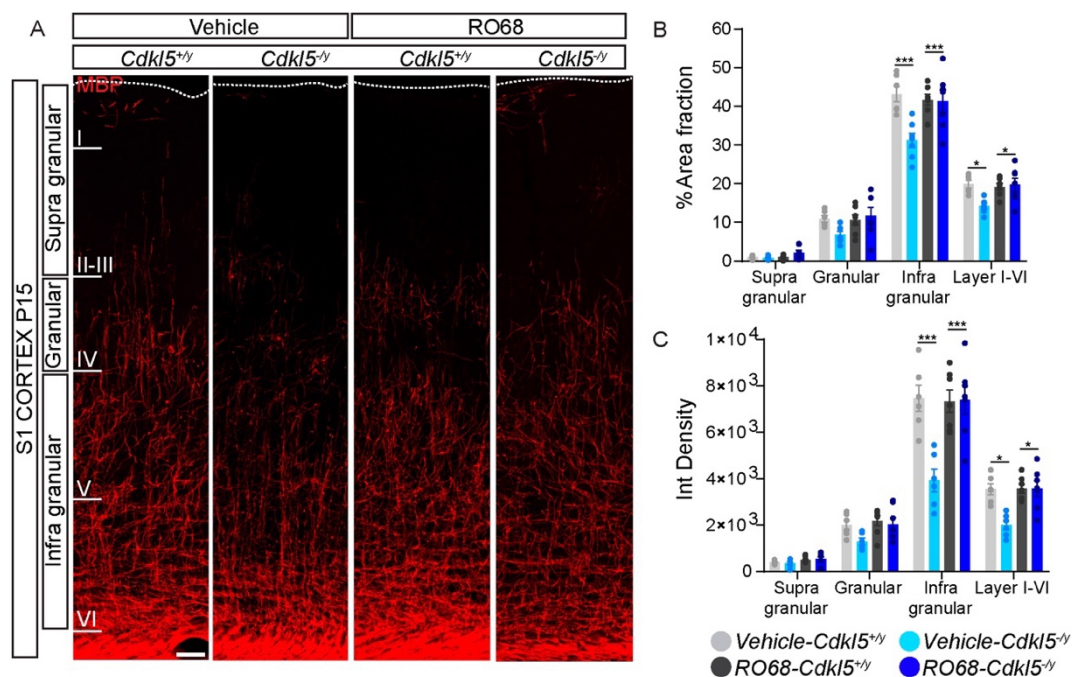 A
Vehicle
RO68
Cdkl5+/y
Cdkl5-/y
Cdkl5+/y
Cdkl5-/y
S1 CORTEX P15
Supra granular
Granular
Infra granular
MBP
I
II-III
IV
V
VI
B
% Area fraction
60
50
40
30
20
10
0
***
***
*
*
Supra
granular
Granular
Infra
granular
Layer I-VI
C
Int Density
1×10⁴
8×10³
6×10³
4×10³
2×10³
0
***
***
*
*
Supra
granular
Granular
Infra
granular
Layer I-VI
Vehicle-Cdkl5+/y
Vehicle-Cdkl5-/y
RO68-Cdkl5+/y
RO68-Cdkl5-/y